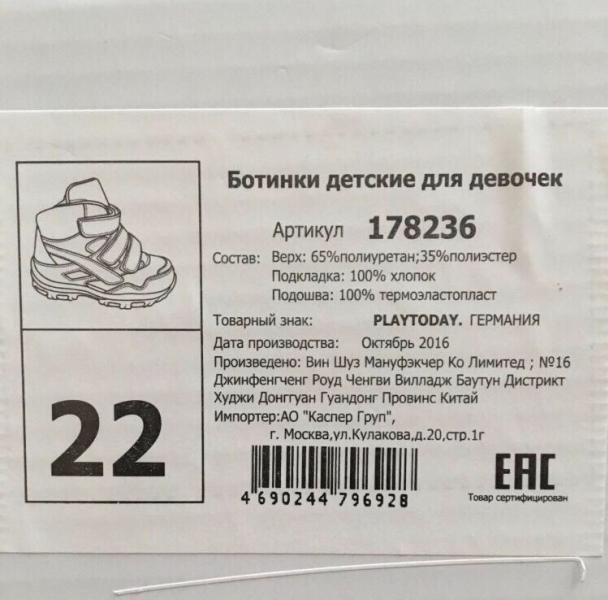 Ботинки детские для девочек
Артикул 178236
Состав: Верх: 65%полиуретан;35%полиэстер
Подкладка: 100% хлопок
Подошва: 100% термоэластопласт
Товарный знак: PLAYTODAY. ГЕРМАНИЯ
Дата производства: Октябрь 2016
Произведено: Вин Шуз Мануфэкчер Ко Лимитед ; №16
Джинфенгченг Роуд Ченгви Вилладж Баутун Дистрикт
Худжи Донггуан Гуандонг Провинс Китай
Импортер:АО "Каспер Груп",
г. Москва,ул.Кулакова,д.20,стр.1г
22
4 690244 796928
EAC
Товар сертифицирован